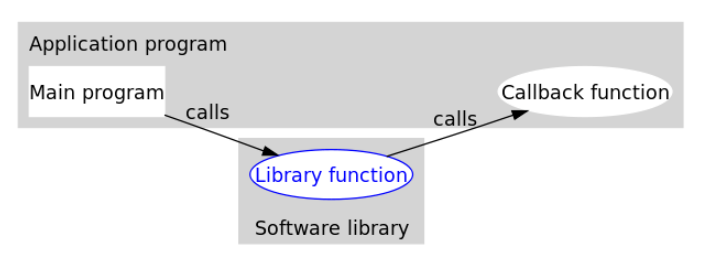 Application program
Main program
Callback function
calls
calls
Library function
Software library